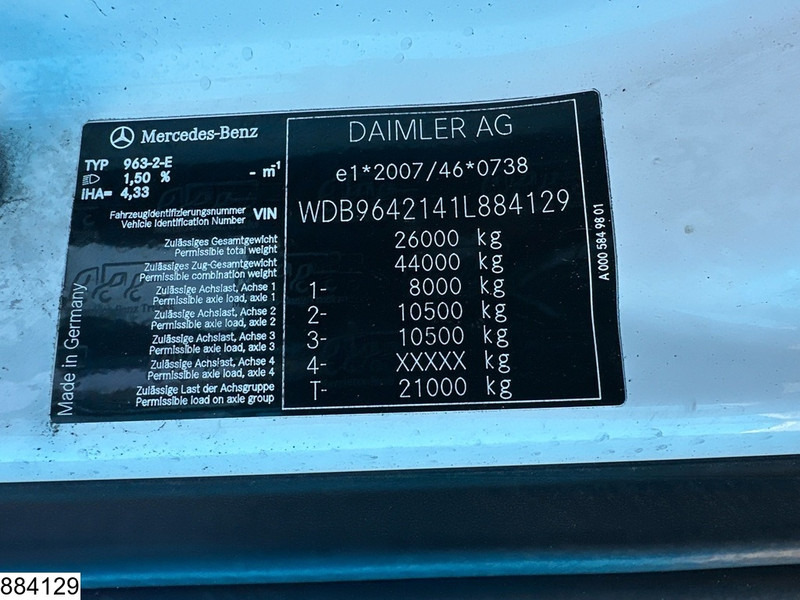 Mercedes-Benz
DAIMLER AG
TYP 963-2-E
1,50 % - m⁻¹
IHA= 4,33
e1*2007/46*0738
Fahrzeugidentifizierungsnummer
Vehicle Identification Number VIN
WDB9642141L884129
Zulässiges Gesamtgewicht
Permissible total weight
26000 kg
Zulässiges Zug-Gesamtgewicht
Permissible combination weight
44000 kg
Zulässige Achslast, Achse 1
Permissible axle load, axle 1
1- 8000 kg
Zulässige Achslast, Achse 2
Permissible axle load, axle 2
2- 10500 kg
Zulässige Achslast, Achse 3
Permissible axle load, axle 3
3- 10500 kg
Zulässige Achslast, Achse 4
Permissible axle load, axle 4
4- XXXXX kg
Zulässige Last der Achsgruppe
Permissible load on axle group
T- 21000 kg
Made in Germany
A 000 584 98 01
884129